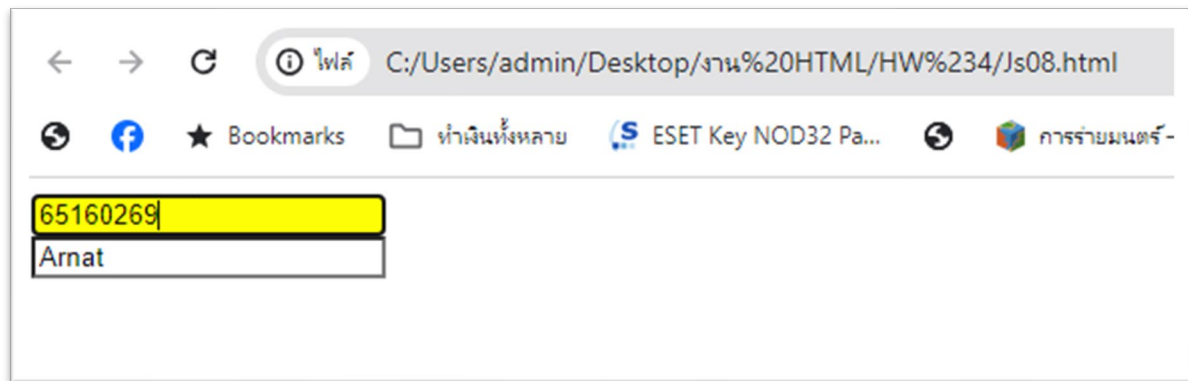 ไฟล์ C:/Users/admin/Desktop/งาน%20HTML/HW%234/Js08.html
Bookmarks ทำเงินทั้งหลาย ESET Key NOD32 Pa... การร่ายมนตร์ -
65160269
Arnat